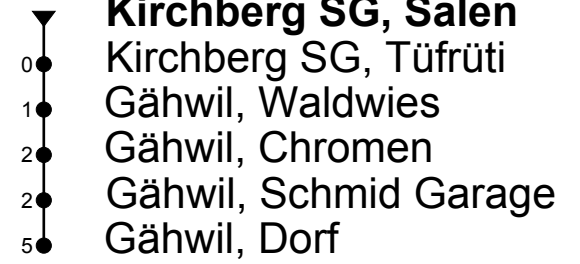 Kirchberg SG, Salen
0 Kirchberg SG, Tüfrüti
1 Gähwil, Waldwies
2 Gähwil, Chromen
2 Gähwil, Schmid Garage
5 Gähwil, Dorf